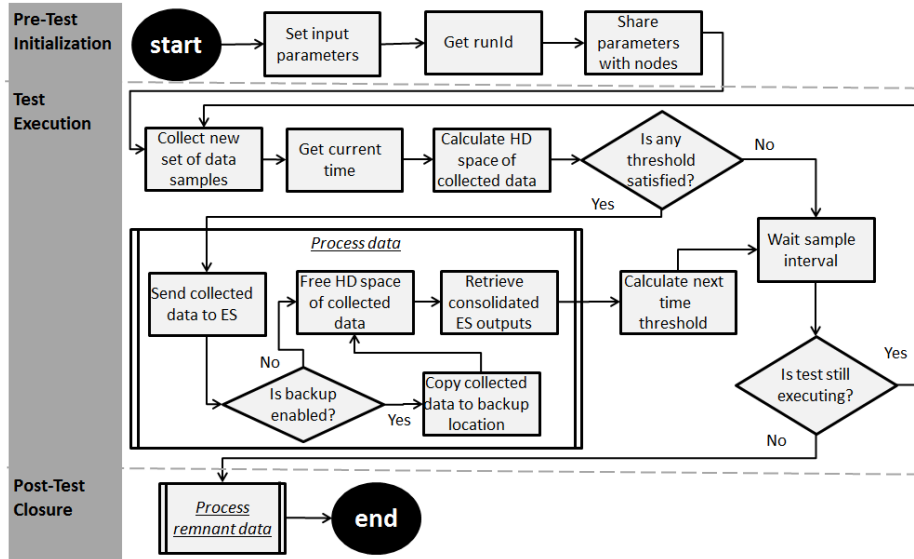 Pre-Test
Initialization
start
Set input
parameters
Get runId
Share
parameters
with nodes
Test
Execution
Collect new
set of data
samples
Get current
time
Calculate HD
space of
collected data
Is any
threshold
satisfied?
No
Yes
Process data
Wait sample
interval
Send collected
data to ES
Free HD space
of collected
data
Retrieve
consolidated
ES outputs
Calculate next
time
threshold
No
Is backup
enabled?
Yes
Copy collected
data to backup
location
Is test still
executing?
Yes
No
Post-Test
Closure
Process
remnant data
end